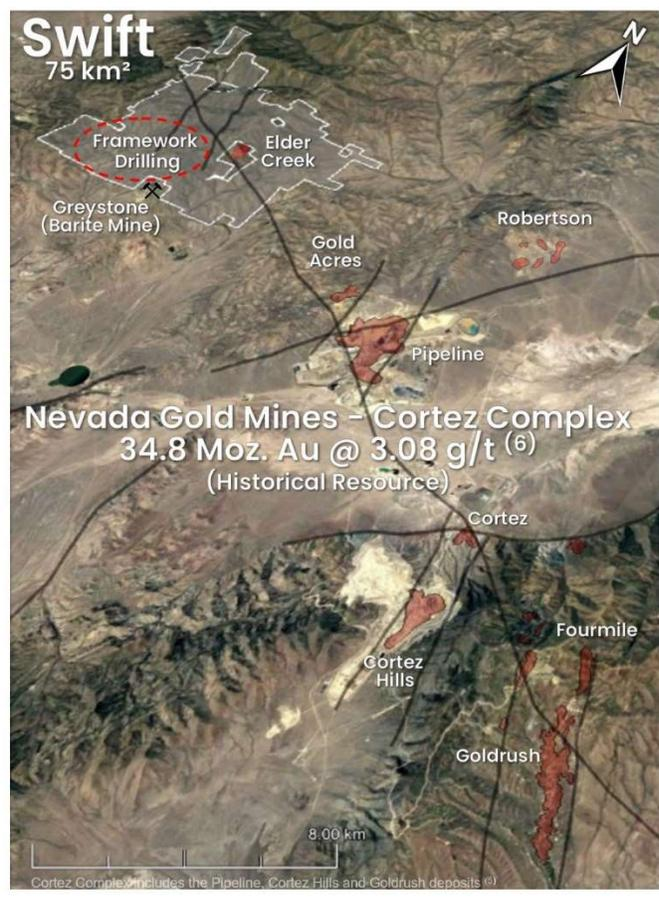 Swift
75 km²
N
Framework
Drilling
Elder
Creek
Greystone
(Barite Mine)
Robertson
Gold
Acres
Pipeline
Nevada Gold Mines - Cortez Complex
34.8 Moz. Au @ 3.08 g/t (6)
(Historical Resource)
Cortez
Fourmile
Cortez
Hills
Goldrush
8.00 km
Cortez Complex includes the Pipeline, Cortez Hills and Goldrush deposits